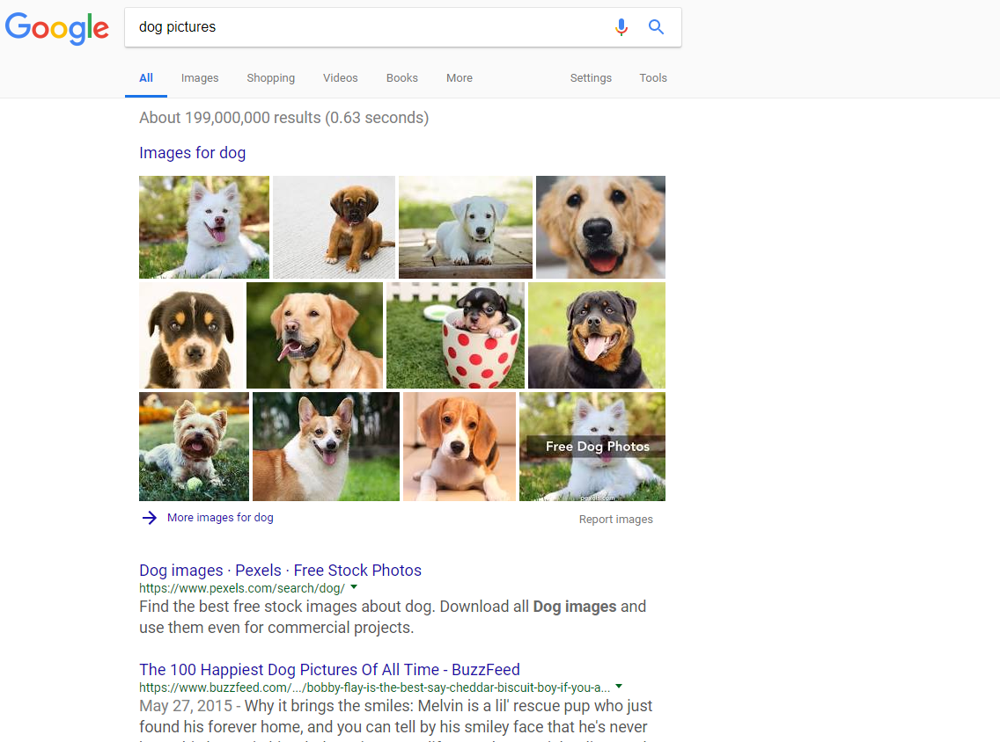 Google
dog pictures
All Images Shopping Videos Books More Settings Tools
About 199,000,000 results (0.63 seconds)
Images for dog
Free Dog Photos
pexels.com
More images for dog
Report images
Dog images · Pexels · Free Stock Photos
https://www.pexels.com/search/dog/
Find the best free stock images about dog. Download all Dog images and
use them even for commercial projects.
The 100 Happiest Dog Pictures Of All Time - BuzzFeed
https://www.buzzfeed.com/.../bobby-flay-is-the-best-say-cheddar-biscuit-boy-if-you-a...
May 27, 2015 - Why it brings the smiles: Melvin is a lil' rescue pup who just
found his forever home, and you can tell by his smiley face that he's never